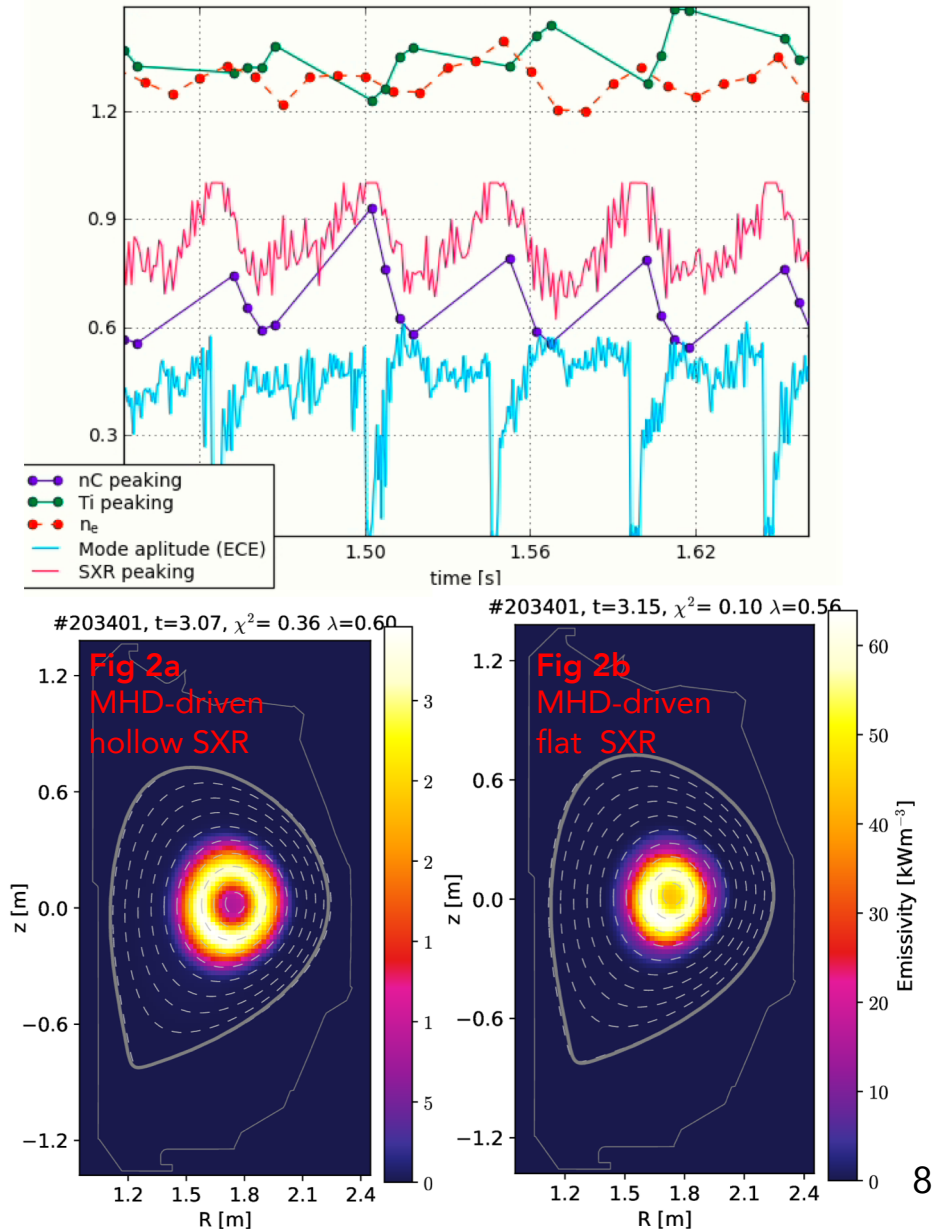 1.2
0.9
0.6
0.3
nC peaking
Ti peaking
ne
Mode aplitude (ECE)
SXR peaking
1.50
1.56
1.62
time [s]
#203401, t=3.07, χ²= 0.36 λ=0.60
Fig 2a
MHD-driven
hollow SXR
1.2
0.6
0.0
−0.6
−1.2
z [m]
1.2
1.5
1.8
2.1
2.4
R [m]
3
2
2
1
1
5
0
#203401, t=3.15, χ²= 0.10 λ=0.56
Fig 2b
MHD-driven
flat SXR
1.2
0.6
0.0
−0.6
−1.2
z [m]
1.2
1.5
1.8
2.1
2.4
R [m]
60
50
40
30
20
10
0
Emissivity [kWm⁻³]
8